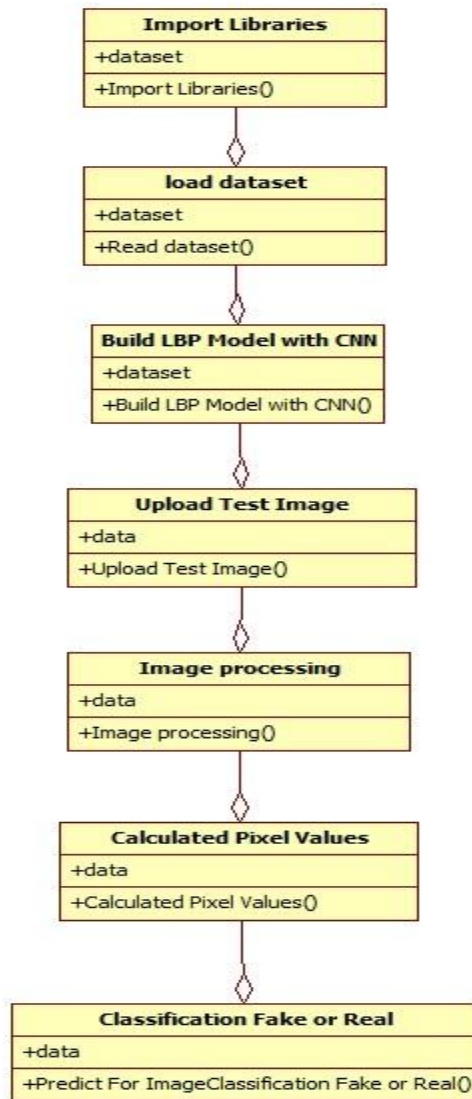 Import Libraries
+dataset
+Import Libraries()
load dataset
+dataset
+Read dataset()
Build LBP Model with CNN
+dataset
+Build LBP Model with CNN()
Upload Test Image
+data
+Upload Test Image()
Image processing
+data
+Image processing()
Calculated Pixel Values
+data
+Calculated Pixel Values()
Classification Fake or Real
+data
+Predict For ImageClassification Fake or Real()